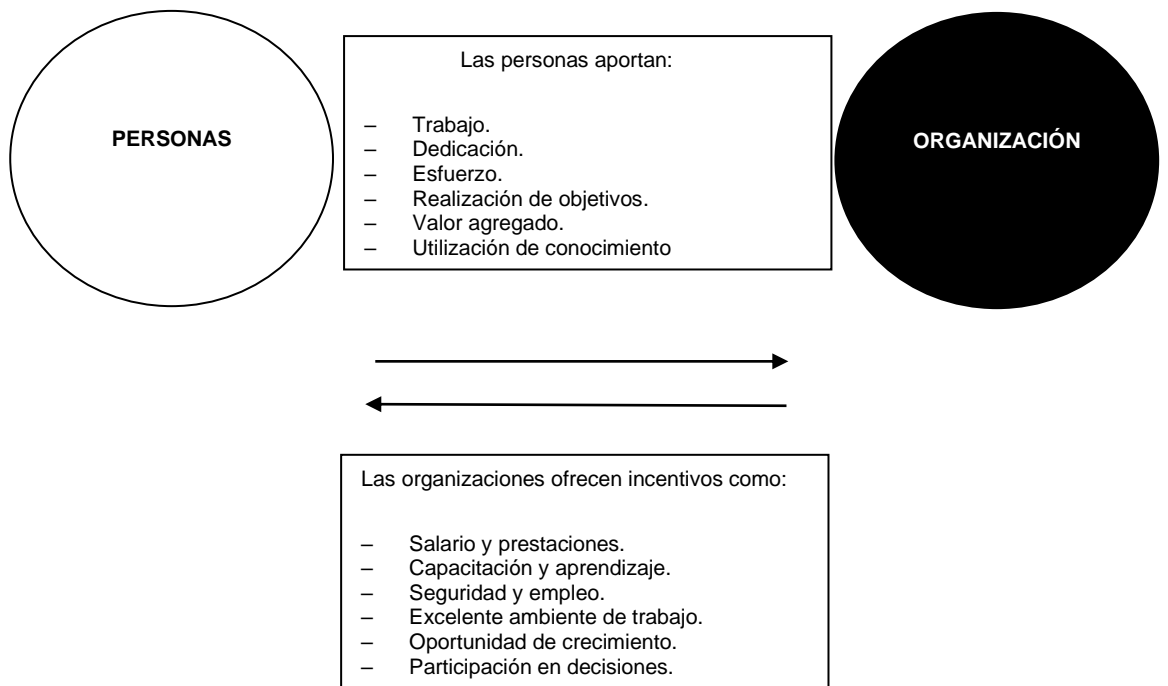 PERSONAS
Las personas aportan:
– Trabajo.
– Dedicación.
– Esfuerzo.
– Realización de objetivos.
– Valor agregado.
– Utilización de conocimiento
ORGANIZACIÓN
Las organizaciones ofrecen incentivos como:
– Salario y prestaciones.
– Capacitación y aprendizaje.
– Seguridad y empleo.
– Excelente ambiente de trabajo.
– Oportunidad de crecimiento.
– Participación en decisiones.